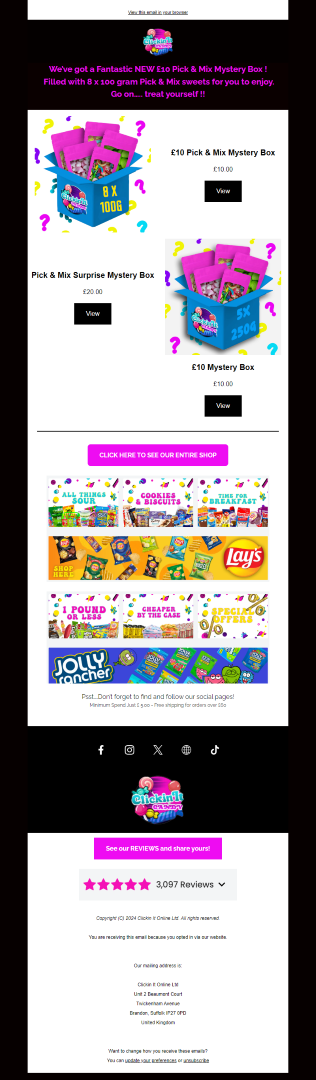 View this email in your browser
Clickin It
CANDY
We've got a Fantastic NEW £10 Pick & Mix Mystery Box !
Filled with 8 x 100 gram Pick & Mix sweets for you to enjoy.
Go on..... treat yourself !!
8 X
100G
£10 Pick & Mix Mystery Box
£10.00
View
Pick & Mix Surprise Mystery Box
£20.00
View
5X
250G
£10 Mystery Box
£10.00
View
CLICK HERE TO SEE OUR ENTIRE SHOP
ALL THINGS
SOUR
COOKIES
& BISCUITS
TIME FOR
BREAKFAST
SHOP
HERE
Lay's
1 POUND
OR LESS
CHEAPER
BY THE CASE
SPECIAL
OFFERS
JOLLY
RANCHER
Psst....Dont forget to find and follow our social pages!
Minimum Spend Just £5.00 - Free shipping for orders over £60
Clickin It
CANDY
See our REVIEWS and share yours!
3,097 Reviews
Copyright (C) 2024 Clickin It Online Ltd. All rights reserved.
You are receiving this email because you opted in via our website.
Our mailing address is:
Clickin It Online Ltd
Unit 2 Beaumont Court
Twickenham Avenue
Brandon, Suffolk IP27 0PD
United Kingdom
Want to change how you receive these emails?
You can update your preferences or unsubscribe